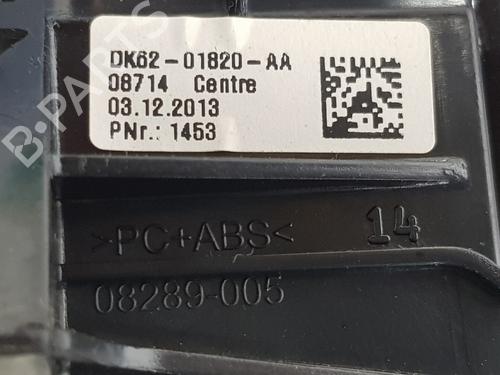 DK62-01820-AA
08714 Centre
03.12.2013
PNr.: 1453
>PC+ABS< 14
08289-005
B-PARTS